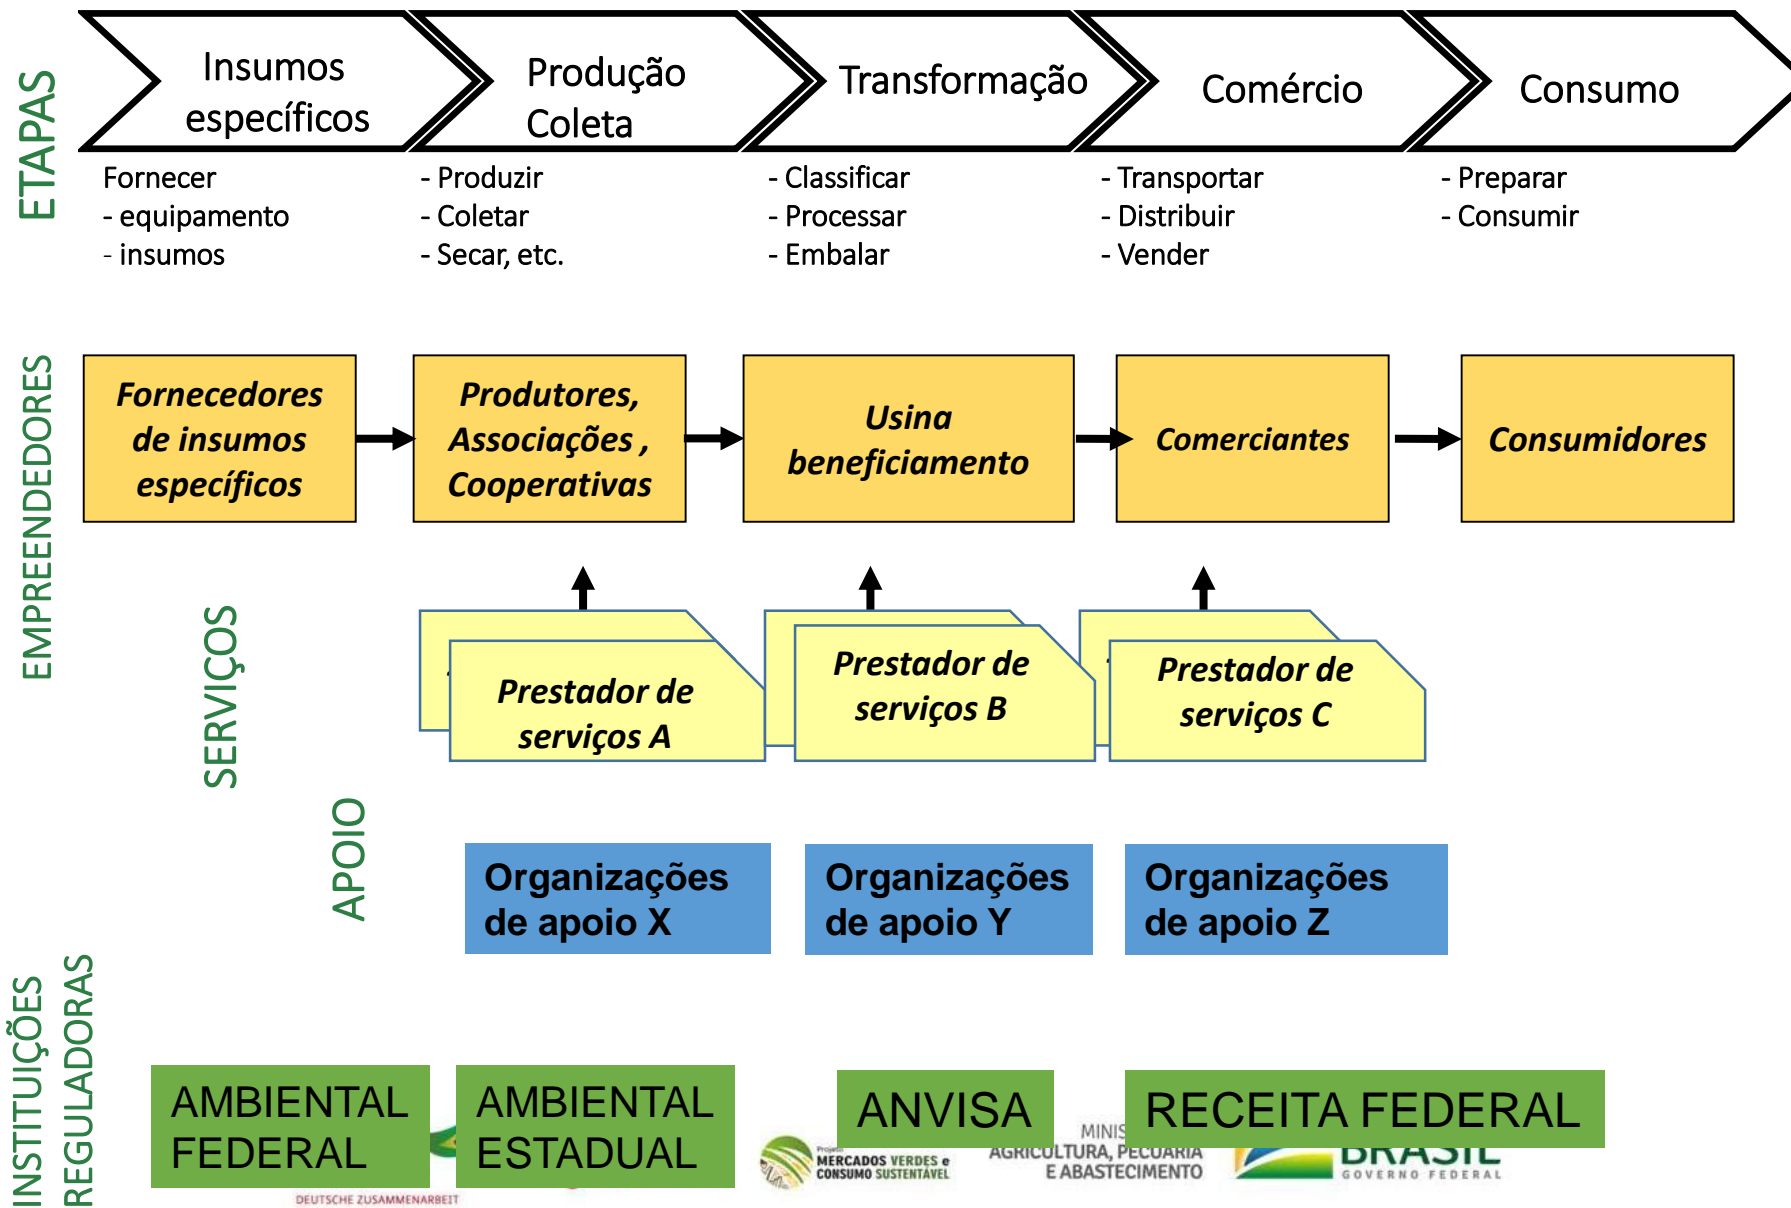 ETAPAS
Insumos
específicos
Produção
Coleta
Transformação
Comércio
Consumo
Fornecer
- equipamento
- insumos
- Produzir
- Coletar
- Secar, etc.
- Classificar
- Processar
- Embalar
- Transportar
- Distribuir
- Vender
- Preparar
- Consumir
EMPREENDEDORES
Fornecedores
de insumos
específicos
Produtores,
Associações ,
Cooperativas
Usina
beneficiamento
Comerciantes
Consumidores
SERVIÇOS
Prestador de
serviços A
Prestador de
serviços B
Prestador de
serviços C
APOIO
Organizações
de apoio X
Organizações
de apoio Y
Organizações
de apoio Z
INSTITUIÇÕES
REGULADORAS
AMBIENTAL
FEDERAL
AMBIENTAL
ESTADUAL
ANVISA
RECEITA FEDERAL
DEUTSCHE ZUSAMMENARBEIT
Projeto
MERCADOS VERDES e
CONSUMO SUSTENTÁVEL
MINIS
AGRICULTURA, PECUÁRIA
E ABASTECIMENTO
BRASIL
GOVERNO FEDERAL